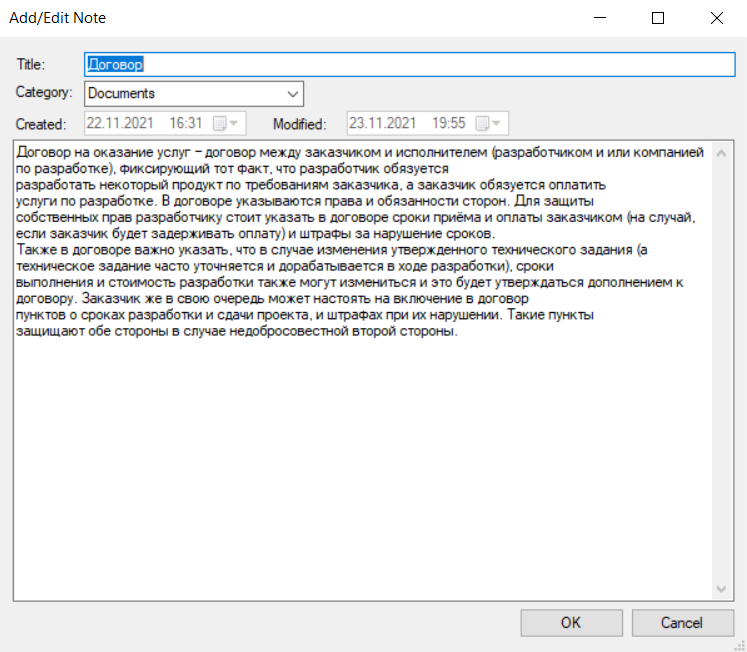 Add/Edit Note
Title: Договор
Category: Documents
Created: 22.11.2021 16:31 Modified: 23.11.2021 19:55
Договор на оказание услуг – договор между заказчиком и исполнителем (разработчиком и или компанией
по разработке), фиксирующий тот факт, что разработчик обязуется
разработать некоторый продукт по требованиям заказчика, а заказчик обязуется оплатить
услуги по разработке. В договоре указываются права и обязанности сторон. Для защиты
собственных прав разработчику стоит указать в договоре сроки приёма и оплаты заказчиком (на случай,
если заказчик будет задерживать оплату) и штрафы за нарушение сроков.
Также в договоре важно указать, что в случае изменения утвержденного технического задания (а
техническое задание часто уточняется и дорабатывается в ходе разработки), сроки
выполнения и стоимость разработки также могут измениться и это будет утверждаться дополнением к
договору. Заказчик же в свою очередь может настоять на включение в договор
пунктов о сроках разработки и сдачи проекта, и штрафах при их нарушении. Такие пункты
защищают обе стороны в случае недобросовестной второй стороны.
OK Cancel